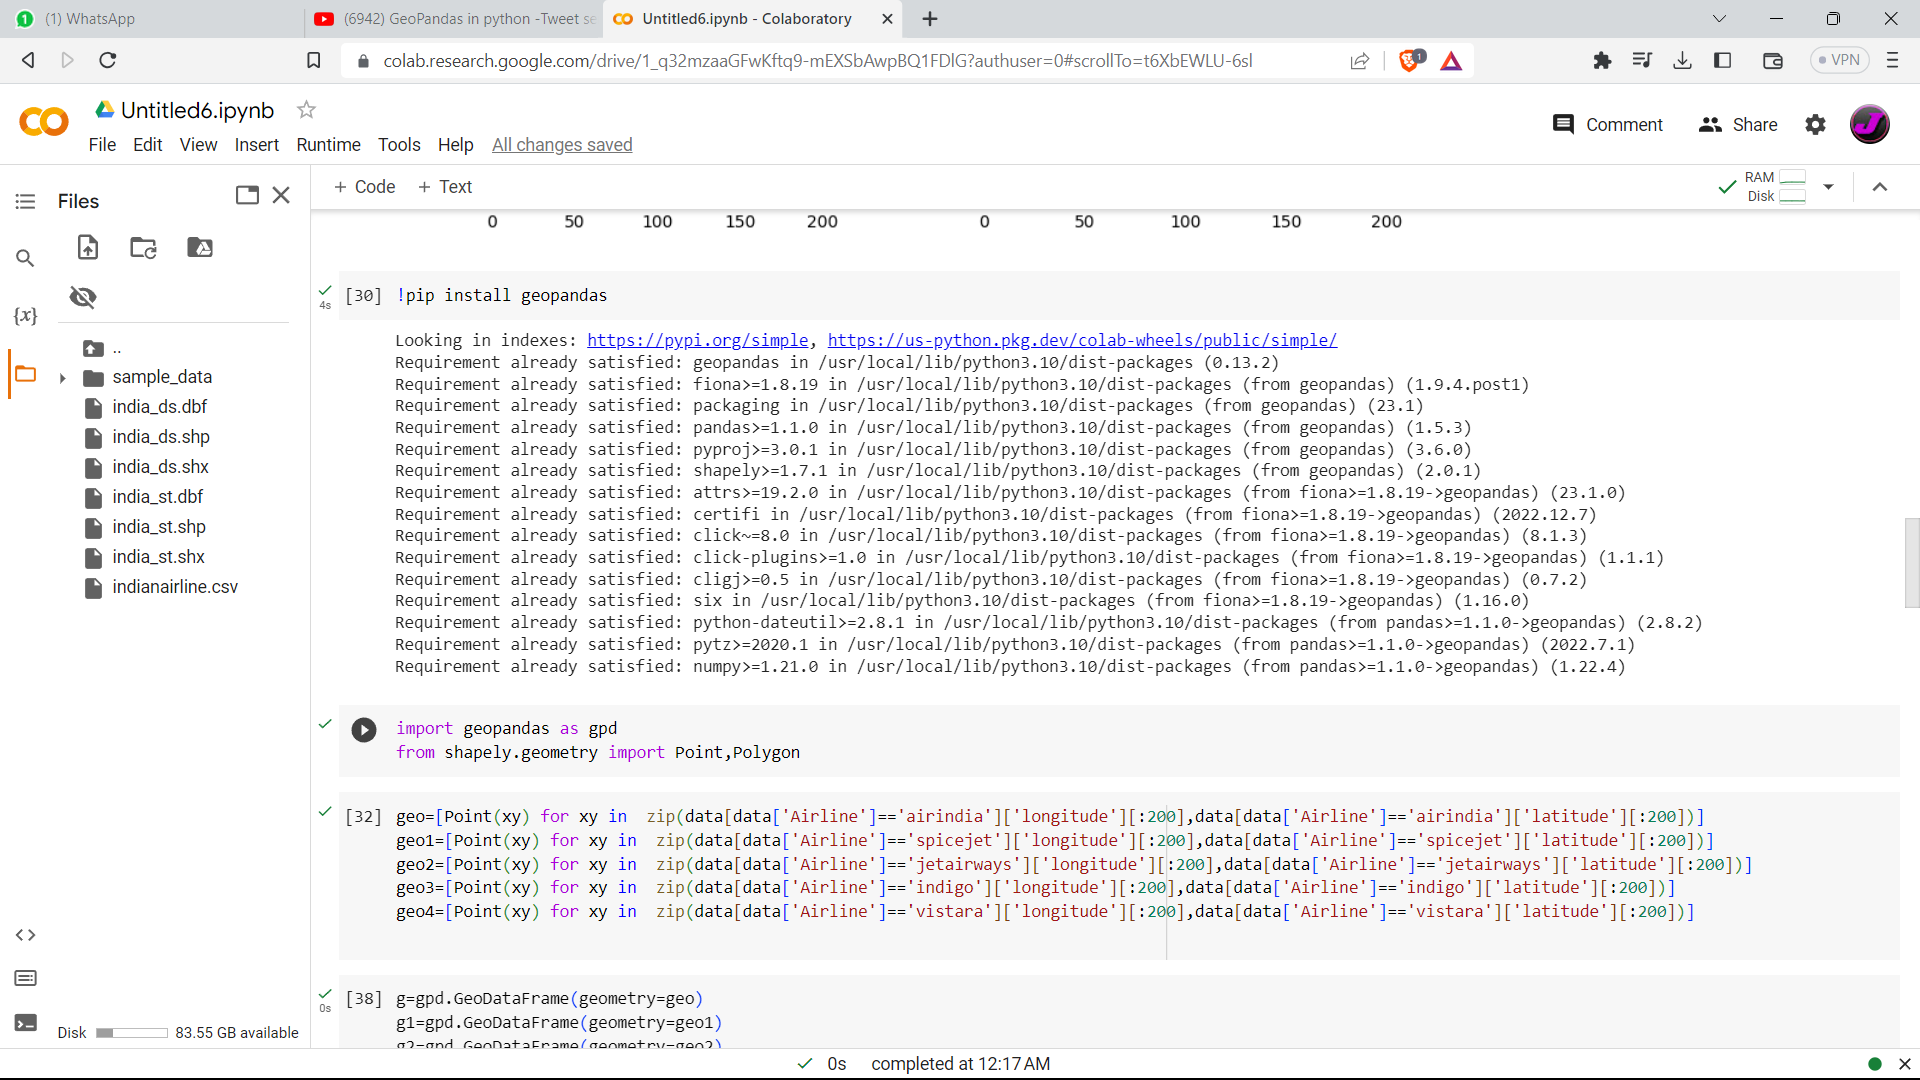 (1) WhatsApp
(6942) GeoPandas in python -Tweet se
Untitled6.ipynb - Colaboratory
colab.research.google.com/drive/1_q32mzaaGFwKftq9-mEXSbAwpBQ1FDlG?authuser=0#scrollTo=t6XbEWLU-6sl
1
VPN
Untitled6.ipynb
File Edit View Insert Runtime Tools Help All changes saved
Comment
Share
Files
+ Code + Text
RAM
Disk
0 50 100 150 200 0 50 100 150 200
4s
[30] !pip install geopandas
Looking in indexes: https://pypi.org/simple, https://us-python.pkg.dev/colab-wheels/public/simple/
Requirement already satisfied: geopandas in /usr/local/lib/python3.10/dist-packages (0.13.2)
Requirement already satisfied: fiona>=1.8.19 in /usr/local/lib/python3.10/dist-packages (from geopandas) (1.9.4.post1)
Requirement already satisfied: packaging in /usr/local/lib/python3.10/dist-packages (from geopandas) (23.1)
Requirement already satisfied: pandas>=1.1.0 in /usr/local/lib/python3.10/dist-packages (from geopandas) (1.5.3)
Requirement already satisfied: pyproj>=3.0.1 in /usr/local/lib/python3.10/dist-packages (from geopandas) (3.6.0)
Requirement already satisfied: shapely>=1.7.1 in /usr/local/lib/python3.10/dist-packages (from geopandas) (2.0.1)
Requirement already satisfied: attrs>=19.2.0 in /usr/local/lib/python3.10/dist-packages (from fiona>=1.8.19->geopandas) (23.1.0)
Requirement already satisfied: certifi in /usr/local/lib/python3.10/dist-packages (from fiona>=1.8.19->geopandas) (2022.12.7)
Requirement already satisfied: click~=8.0 in /usr/local/lib/python3.10/dist-packages (from fiona>=1.8.19->geopandas) (8.1.3)
Requirement already satisfied: click-plugins>=1.0 in /usr/local/lib/python3.10/dist-packages (from fiona>=1.8.19->geopandas) (1.1.1)
Requirement already satisfied: cligj>=0.5 in /usr/local/lib/python3.10/dist-packages (from fiona>=1.8.19->geopandas) (0.7.2)
Requirement already satisfied: six in /usr/local/lib/python3.10/dist-packages (from fiona>=1.8.19->geopandas) (1.16.0)
Requirement already satisfied: python-dateutil>=2.8.1 in /usr/local/lib/python3.10/dist-packages (from pandas>=1.1.0->geopandas) (2.8.2)
Requirement already satisfied: pytz>=2020.1 in /usr/local/lib/python3.10/dist-packages (from pandas>=1.1.0->geopandas) (2022.7.1)
Requirement already satisfied: numpy>=1.21.0 in /usr/local/lib/python3.10/dist-packages (from pandas>=1.1.0->geopandas) (1.22.4)
import geopandas as gpd
from shapely.geometry import Point,Polygon
[32] geo=[Point(xy) for xy in  zip(data[data['Airline']=='airindia']['longitude'][:200],data[data['Airline']=='airindia']['latitude'][:200])]
geo1=[Point(xy) for xy in  zip(data[data['Airline']=='spicejet']['longitude'][:200],data[data['Airline']=='spicejet']['latitude'][:200])]
geo2=[Point(xy) for xy in  zip(data[data['Airline']=='jetairways']['longitude'][:200],data[data['Airline']=='jetairways']['latitude'][:200])]
geo3=[Point(xy) for xy in  zip(data[data['Airline']=='indigo']['longitude'][:200],data[data['Airline']=='indigo']['latitude'][:200])]
geo4=[Point(xy) for xy in  zip(data[data['Airline']=='vistara']['longitude'][:200],data[data['Airline']=='vistara']['latitude'][:200])]
0s
[38] g=gpd.GeoDataFrame(geometry=geo)
g1=gpd.GeoDataFrame(geometry=geo1)
g2=gpd.GeoDataFrame(geometry=geo2)
{x}
..
sample_data
india_ds.dbf
india_ds.shp
india_ds.shx
india_st.dbf
india_st.shp
india_st.shx
indianairline.csv
Disk 83.55 GB available
0s completed at 12:17 AM